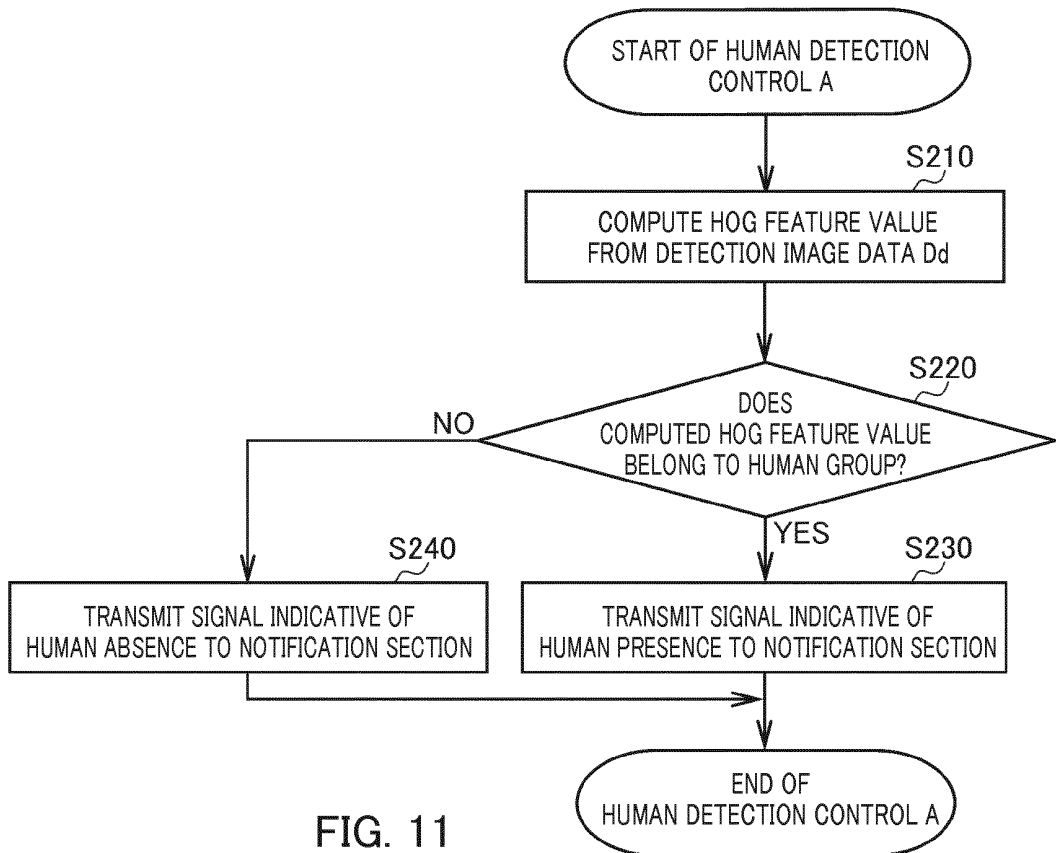 START OF HUMAN DETECTION
CONTROL A
S210
COMPUTE HOG FEATURE VALUE
FROM DETECTION IMAGE DATA Dd
S220
DOES
COMPUTED HOG FEATURE VALUE
BELONG TO HUMAN GROUP?
NO
YES
S240
TRANSMIT SIGNAL INDICATIVE OF
HUMAN ABSENCE TO NOTIFICATION SECTION
S230
TRANSMIT SIGNAL INDICATIVE OF
HUMAN PRESENCE TO NOTIFICATION SECTION
END OF
HUMAN DETECTION CONTROL A
FIG. 11